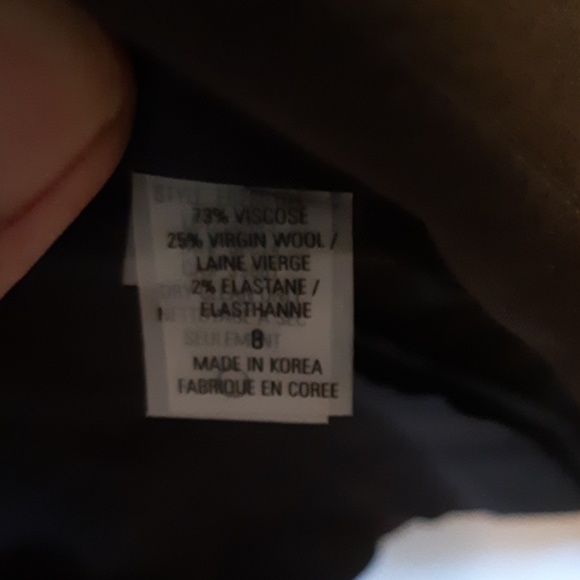 73% VISCOSE
25% VIRGIN WOOL /
LAINE VIERGE
2% ELASTANE /
ELASTHANNE
8
MADE IN KOREA
FABRIQUE EN COREE